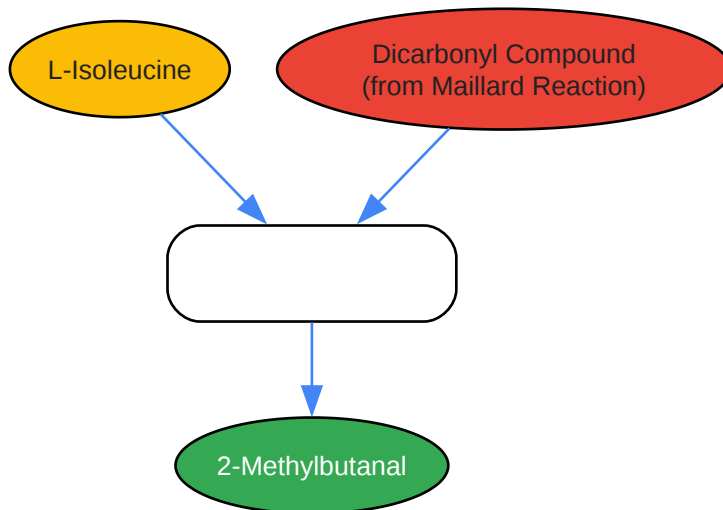 L-Isoleucine
Dicarbonyl Compound
(from Maillard Reaction)
2-Methylbutanal